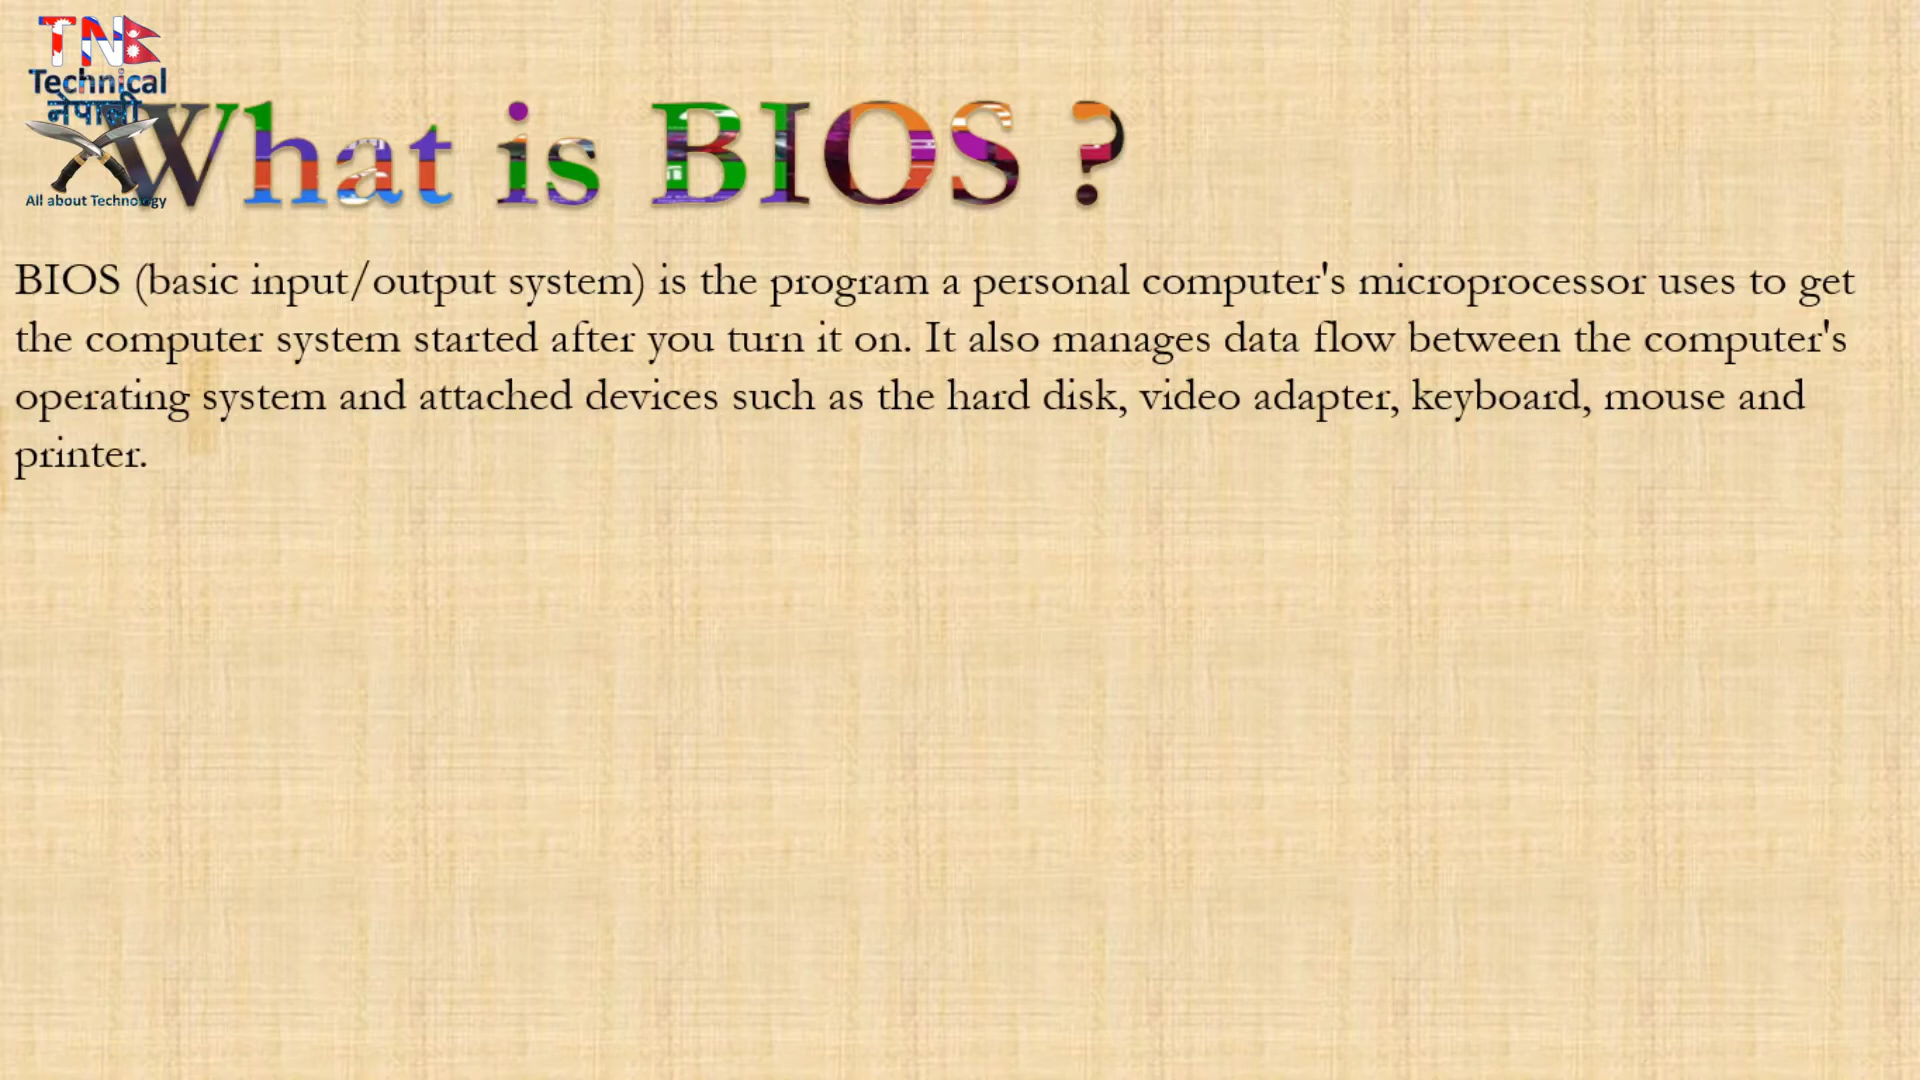 TN
Technical
नेपाली
All about Technology
What is BIOS ?
BIOS (basic input/output system) is the program a personal computer's microprocessor uses to get
the computer system started after you turn it on. It also manages data flow between the computer's
operating system and attached devices such as the hard disk, video adapter, keyboard, mouse and
printer.